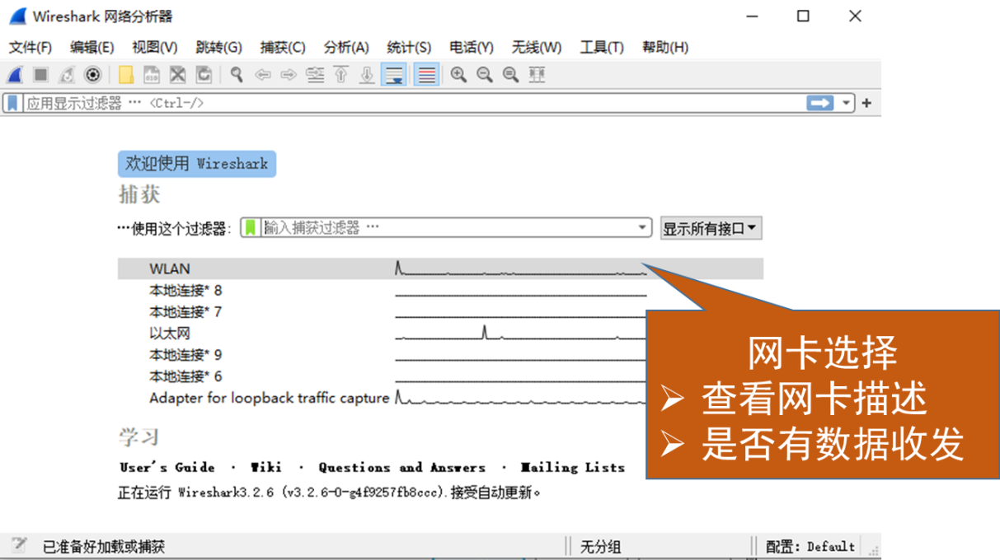 Wireshark 网络分析器
文件(F) 编辑(E) 视图(V) 跳转(G) 捕获(C) 分析(A) 统计(S) 电话(Y) 无线(W) 工具(T) 帮助(H)
应用显示过滤器 … <Ctrl-/>
欢迎使用 Wireshark
捕获
…使用这个过滤器: 输入捕获过滤器 … 显示所有接口
WLAN
本地连接* 8
本地连接* 7
以太网
本地连接* 9
本地连接* 6
Adapter for loopback traffic capture
网卡选择
➢ 查看网卡描述
➢ 是否有数据收发
学习
User's Guide · Wiki · Questions and Answers · Mailing Lists
正在运行 Wireshark3.2.6 (v3.2.6-0-g4f9257fb8ccc).接受自动更新。
已准备好加载或捕获 无分组 配置: Default